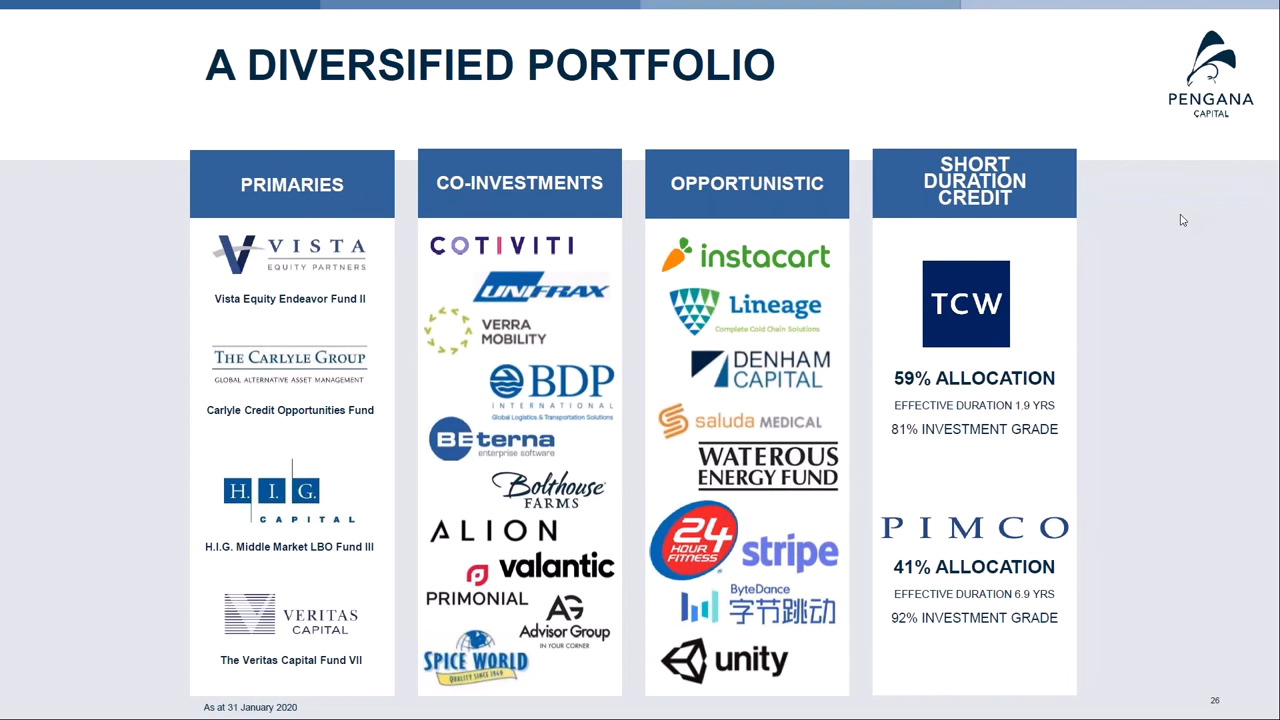 A DIVERSIFIED PORTFOLIO
PENGANA
CAPITAL
PRIMARIES
VISTA
EQUITY PARTNERS
Vista Equity Endeavor Fund II
THE CARLYLE GROUP
GLOBAL ALTERNATIVE ASSET MANAGEMENT
Carlyle Credit Opportunities Fund
H.I.G.
CAPITAL
H.I.G. Middle Market LBO Fund III
VERITAS
CAPITAL
The Veritas Capital Fund VII
CO-INVESTMENTS
COTIVITI
UNIFRAX
VERRA
MOBILITY
BDP
INTERNATIONAL
Global Logistics & Transportation Solutions
BEterna
enterprise software
Bolthouse
FARMS
ALION
valantic
PRIMONIAL
AG
Advisor Group
IN YOUR CORNER
SPICE WORLD
QUALITY SINCE 1949
OPPORTUNISTIC
instacart
Lineage
Complete Cold Chain Solutions
DENHAM
CAPITAL
saluda MEDICAL
WATEROUS
ENERGY FUND
24
HOUR
FITNESS
stripe
ByteDance
字节跳动
unity
SHORT
DURATION
CREDIT
TCW
59% ALLOCATION
EFFECTIVE DURATION 1.9 YRS
81% INVESTMENT GRADE
PIMCO
41% ALLOCATION
EFFECTIVE DURATION 6.9 YRS
92% INVESTMENT GRADE
As at 31 January 2020
26